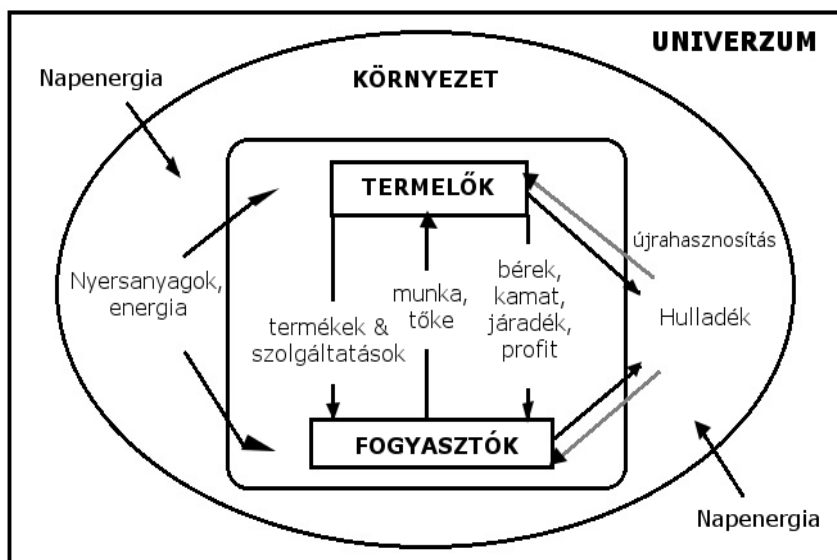 UNIVERZUM
Napenergia
KÖRNYEZET
TERMELŐK
újrahasznosítás
Nyersanyagok,
energia
termékek &
szolgáltatások
munka,
tőke
bérek,
kamat,
járadék,
profit
Hulladék
FOGYASZTÓK
Napenergia